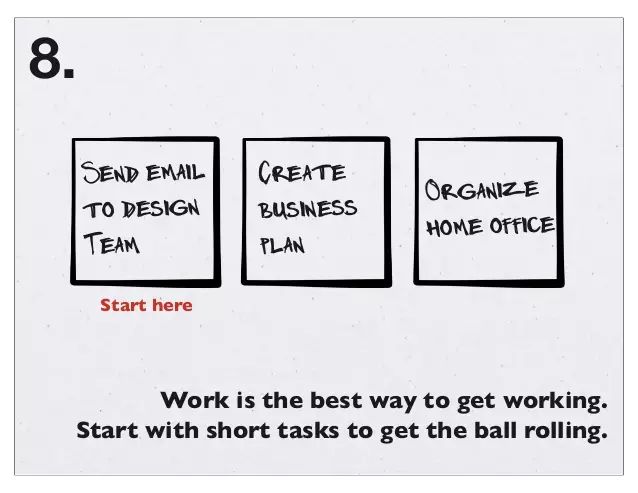 8.
Send email
to design
Team
Create
business
plan
Organize
home office
Start here
Work is the best way to get working.
Start with short tasks to get the ball rolling.